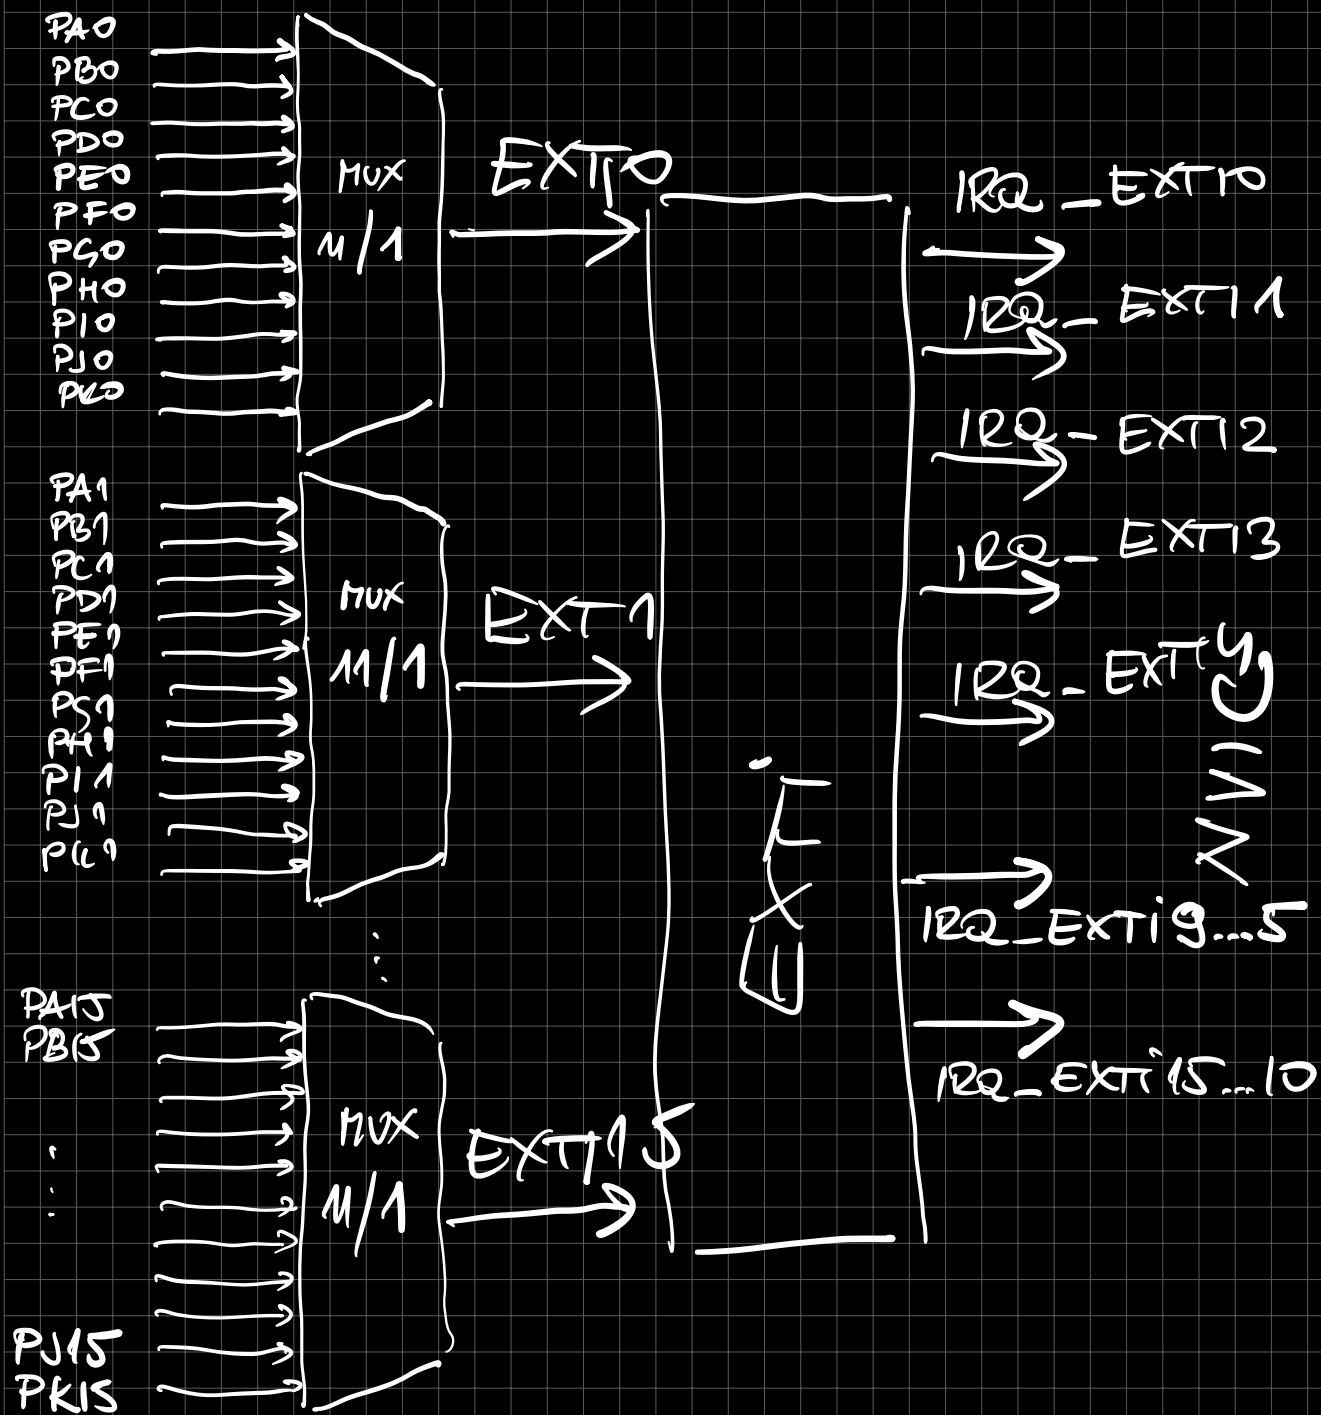 PA0
PB0
PC0
PD0
PE0
PF0
PG0
PH0
PI0
PJ0
PK0
MUX
11/1
EXTI0
PA1
PB1
PC1
PD1
PE1
PF1
PG1
PH1
PI1
PJ1
PK1
MUX
11/1
EXT1
PA15
PB15
PJ15
PK15
MUX
11/1
EXTI15
EXTi
IRQ_EXTI0
IRQ_EXTI1
IRQ_EXTI2
IRQ_EXTI3
IRQ_EXTI4
IRQ_EXTi9...5
IRQ_EXTi15...10
NVIC